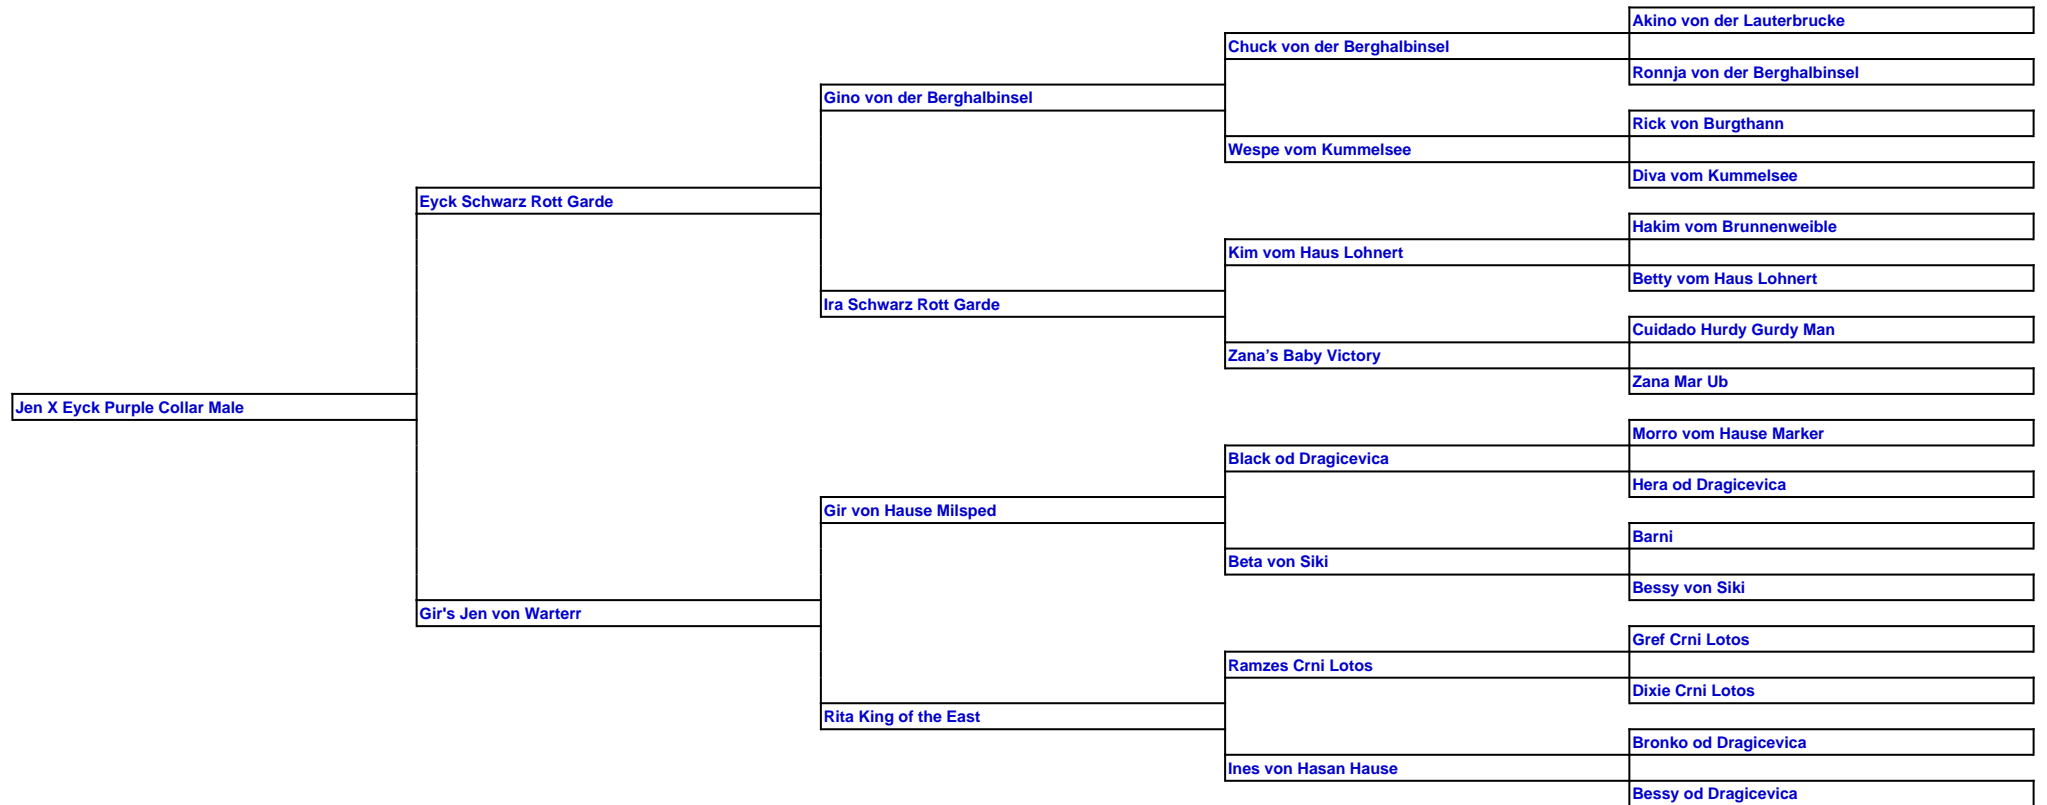 Akino von der Lauterbrucke
Chuck von der Berghalbinsel
Ronnja von der Berghalbinsel
Gino von der Berghalbinsel
Rick von Burgthann
Wespe vom Kummelsee
Diva vom Kummelsee
Eyck Schwarz Rott Garde
Hakim vom Brunnenweible
Kim vom Haus Lohnert
Betty vom Haus Lohnert
Ira Schwarz Rott Garde
Cuidado Hurdy Gurdy Man
Zana’s Baby Victory
Zana Mar Ub
Jen X Eyck Purple Collar Male
Morro vom Hause Marker
Black od Dragicevica
Hera od Dragicevica
Gir von Hause Milsped
Barni
Beta von Siki
Bessy von Siki
Gir's Jen von Warterr
Gref Crni Lotos
Ramzes Crni Lotos
Dixie Crni Lotos
Rita King of the East
Bronko od Dragicevica
Ines von Hasan Hause
Bessy od Dragicevica